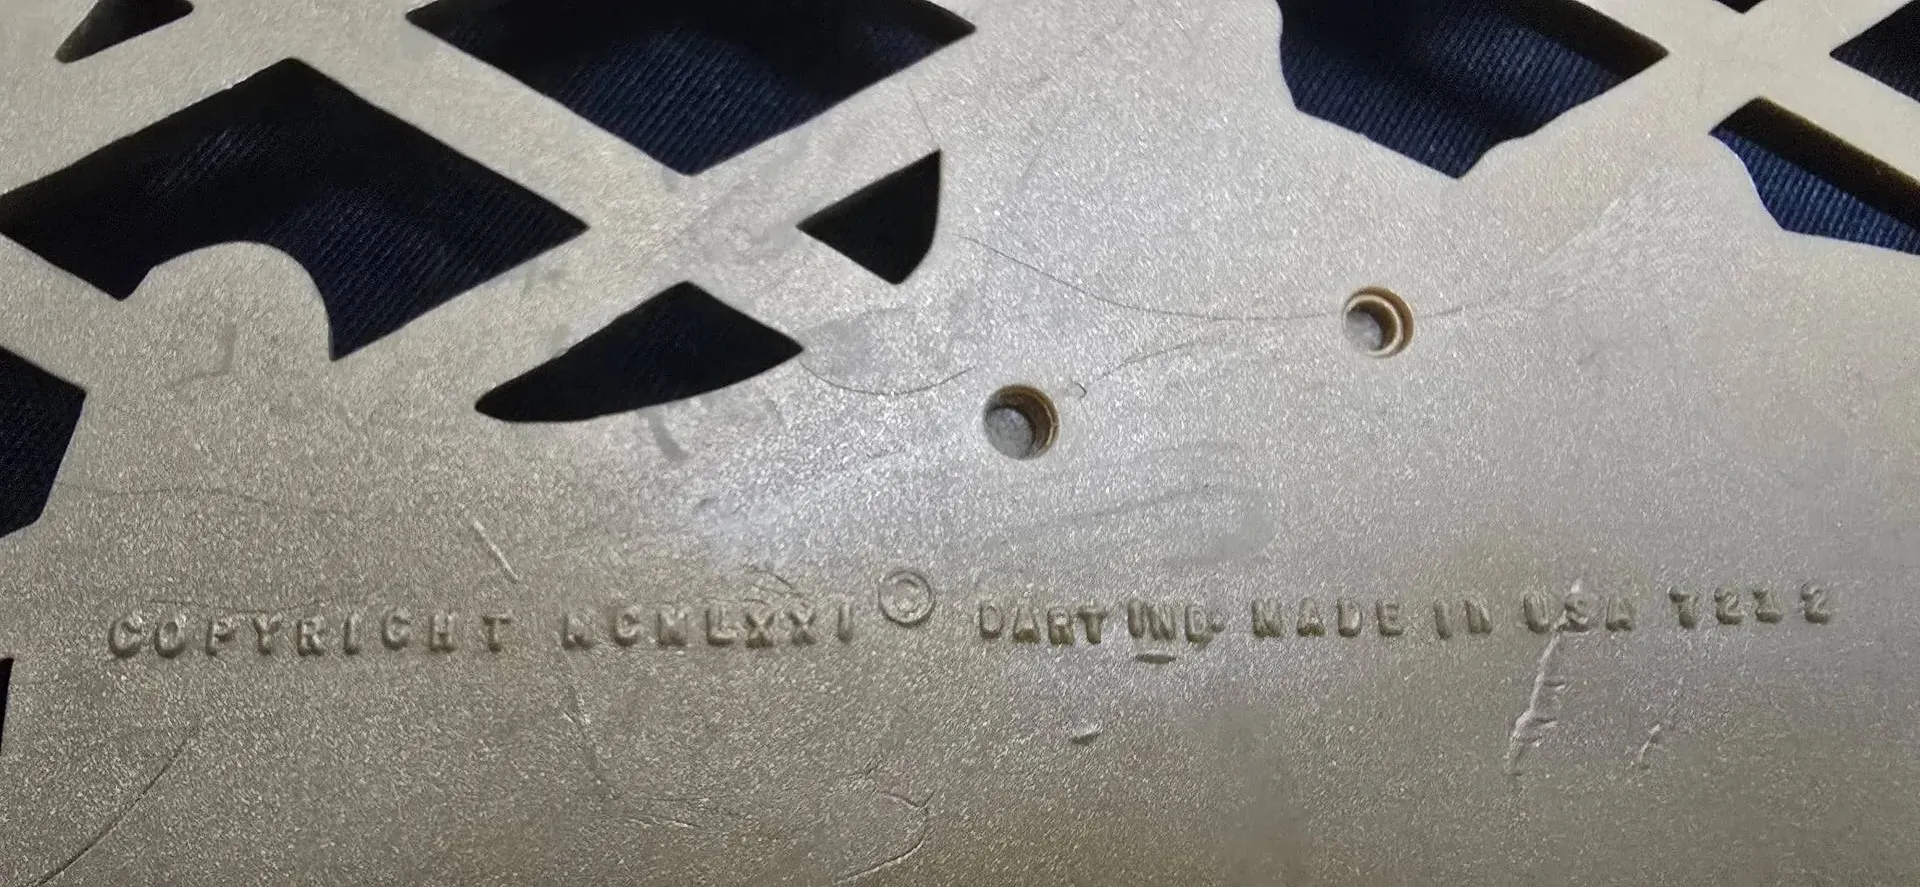 COPYRIGHT MCMLXXI © DART IND. MADE IN USA 7212